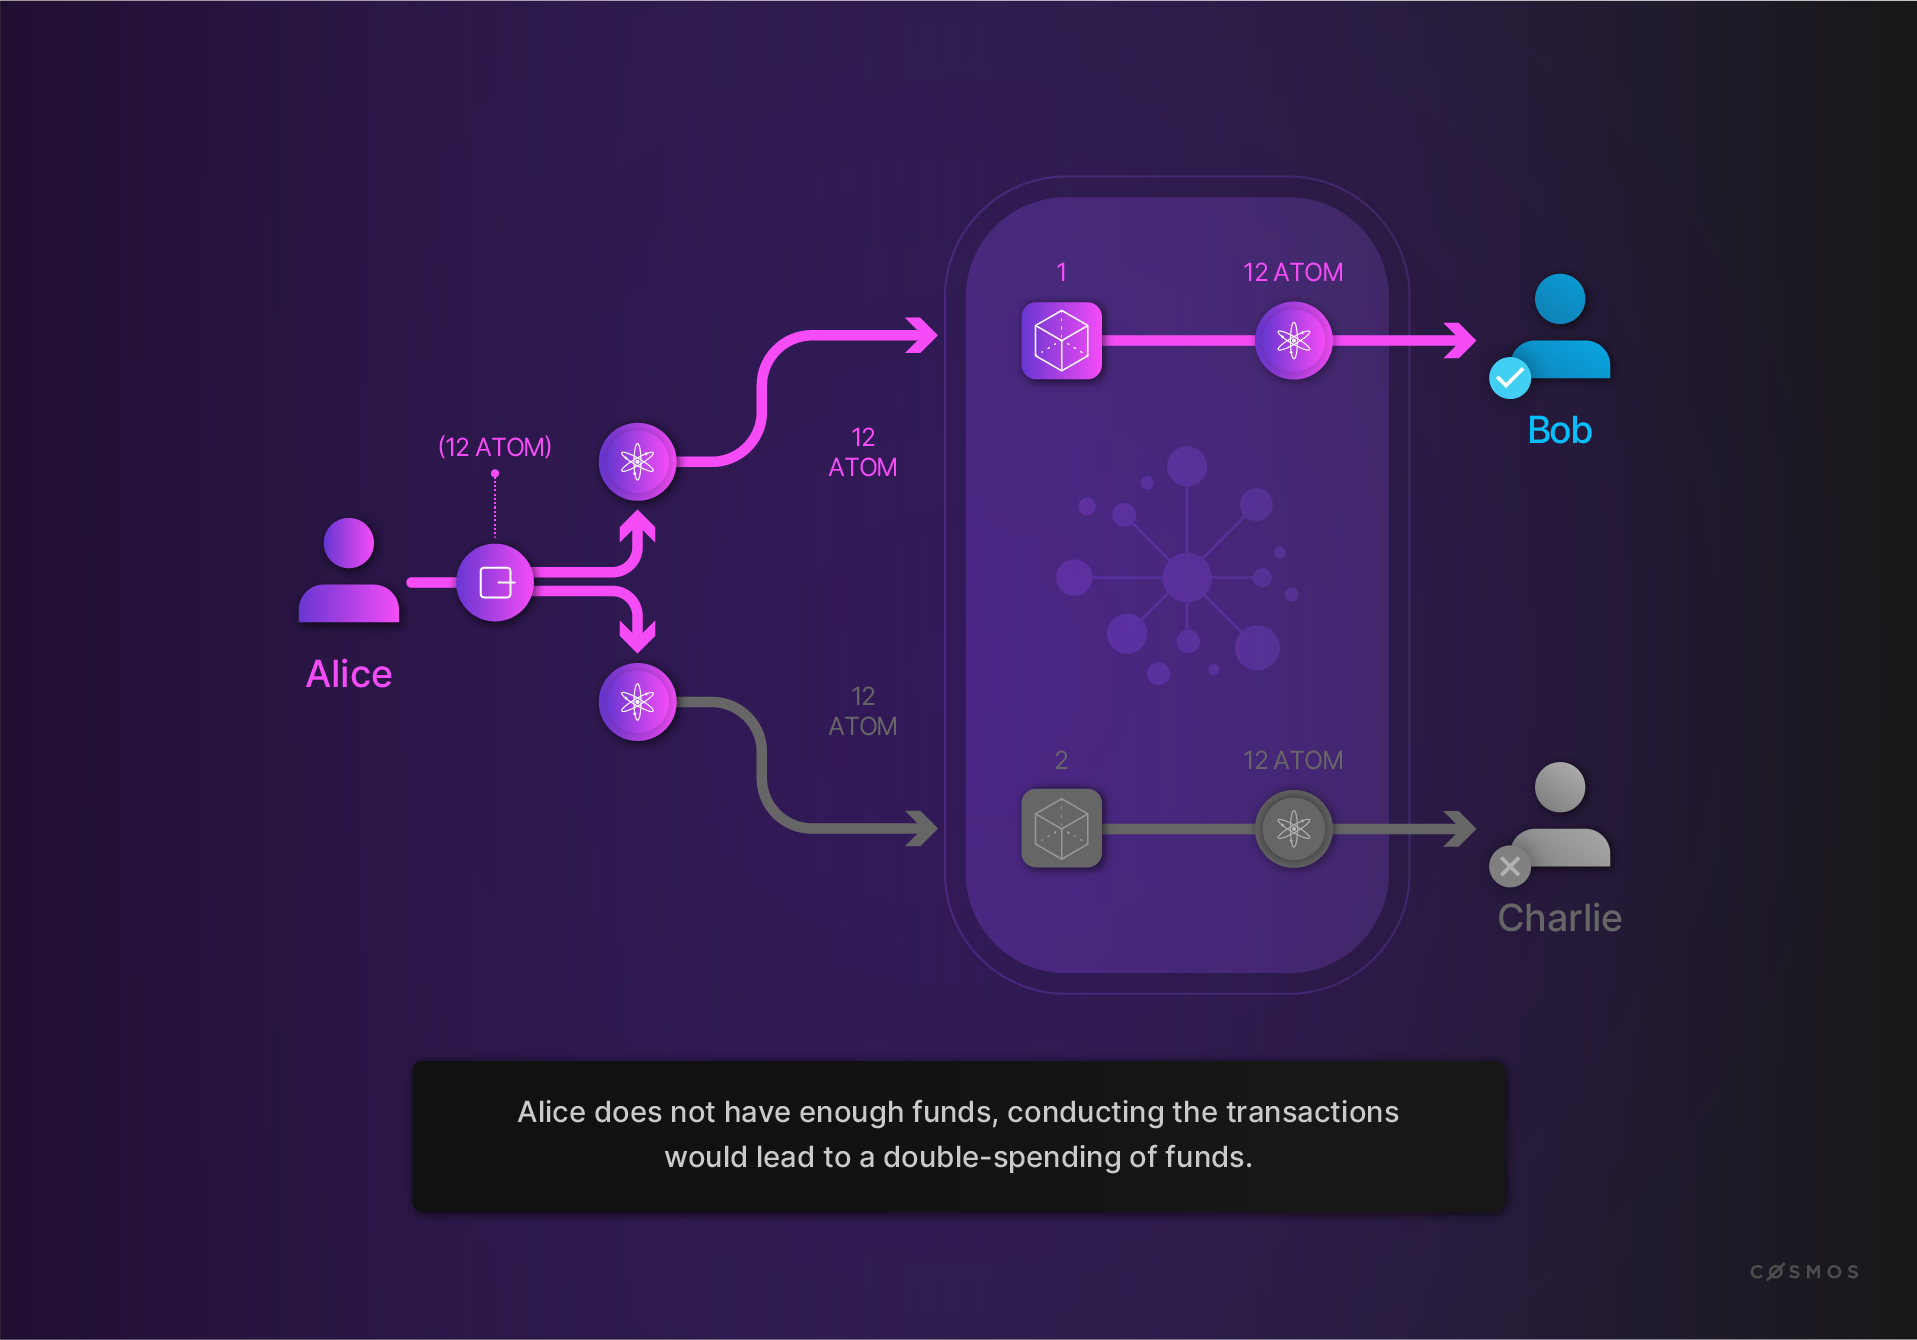 1
12 ATOM
12
ATOM
(12 ATOM)
Bob
Alice
12
ATOM
2
12 ATOM
Charlie
Alice does not have enough funds, conducting the transactions
would lead to a double-spending of funds.
CØSMOS